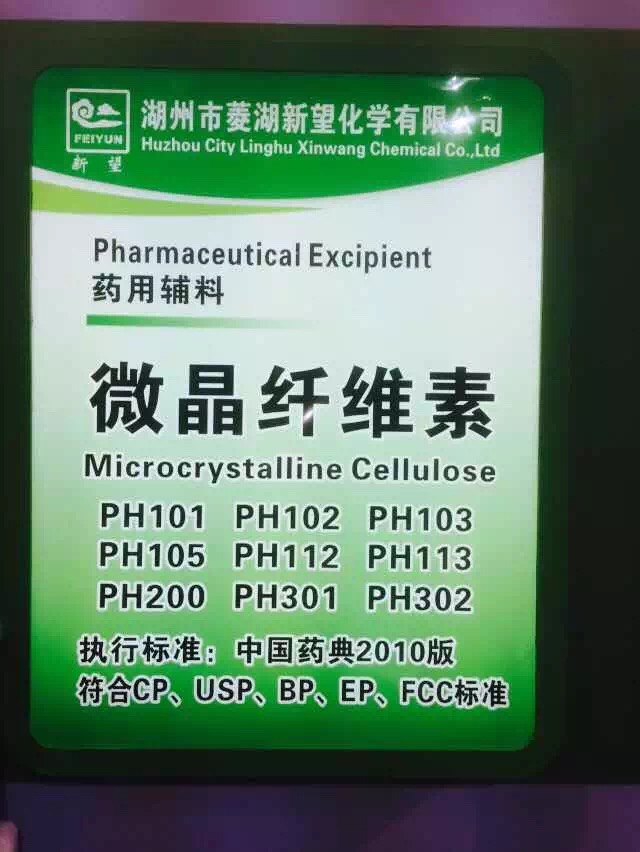 FEIYUN
新望
湖州市菱湖新望化学有限公司
Huzhou City Linghu Xinwang Chemical Co.,Ltd
Pharmaceutical Excipient
药用辅料
微晶纤维素
Microcrystalline Cellulose
PH101 PH102 PH103
PH105 PH112 PH113
PH200 PH301 PH302
执行标准：中国药典2010版
符合CP、USP、BP、EP、FCC标准